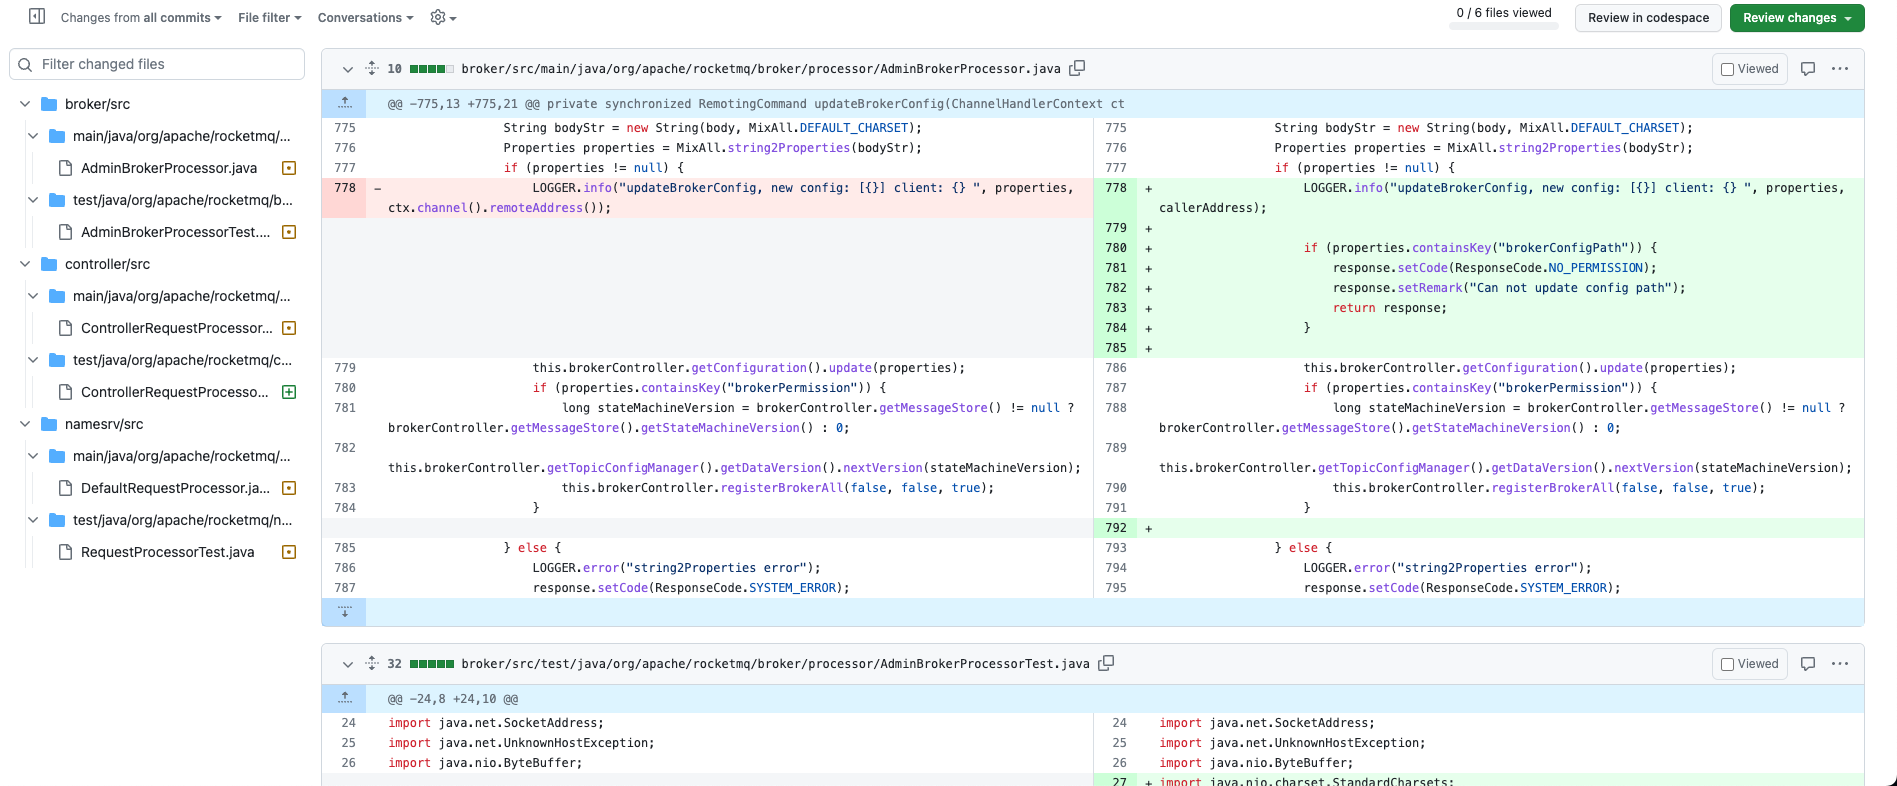 Changes from all commits File filter Conversations
0 / 6 files viewed
Review in codespace
Review changes
Filter changed files
broker/src
main/java/org/apache/rocketmq/...
AdminBrokerProcessor.java
test/java/org/apache/rocketmq/b...
AdminBrokerProcessorTest....
controller/src
main/java/org/apache/rocketmq/...
ControllerRequestProcessor...
test/java/org/apache/rocketmq/c...
ControllerRequestProcesso...
namesrv/src
main/java/org/apache/rocketmq/...
DefaultRequestProcessor.ja...
test/java/org/apache/rocketmq/n...
RequestProcessorTest.java
10 broker/src/main/java/org/apache/rocketmq/broker/processor/AdminBrokerProcessor.java Viewed
@@ -775,13 +775,21 @@ private synchronized RemotingCommand updateBrokerConfig(ChannelHandlerContext ct
775 String bodyStr = new String(body, MixAll.DEFAULT_CHARSET);
776 Properties properties = MixAll.string2Properties(bodyStr);
777 if (properties != null) {
778 - LOGGER.info("updateBrokerConfig, new config: [{}] client: {} ", properties,
ctx.channel().remoteAddress());
779 this.brokerController.getConfiguration().update(properties);
780 if (properties.containsKey("brokerPermission")) {
781 long stateMachineVersion = brokerController.getMessageStore() != null ?
brokerController.getMessageStore().getStateMachineVersion() : 0;
782
this.brokerController.getTopicConfigManager().getDataVersion().nextVersion(stateMachineVersion);
783 this.brokerController.registerBrokerAll(false, false, true);
784 }
785 } else {
786 LOGGER.error("string2Properties error");
787 response.setCode(ResponseCode.SYSTEM_ERROR);
775 String bodyStr = new String(body, MixAll.DEFAULT_CHARSET);
776 Properties properties = MixAll.string2Properties(bodyStr);
777 if (properties != null) {
778 + LOGGER.info("updateBrokerConfig, new config: [{}] client: {} ", properties,
callerAddress);
779 +
780 + if (properties.containsKey("brokerConfigPath")) {
781 + response.setCode(ResponseCode.NO_PERMISSION);
782 + response.setRemark("Can not update config path");
783 + return response;
784 + }
785 +
786 this.brokerController.getConfiguration().update(properties);
787 if (properties.containsKey("brokerPermission")) {
788 long stateMachineVersion = brokerController.getMessageStore() != null ?
brokerController.getMessageStore().getStateMachineVersion() : 0;
789
this.brokerController.getTopicConfigManager().getDataVersion().nextVersion(stateMachineVersion);
790 this.brokerController.registerBrokerAll(false, false, true);
791 }
792 +
793 } else {
794 LOGGER.error("string2Properties error");
795 response.setCode(ResponseCode.SYSTEM_ERROR);
32 broker/src/test/java/org/apache/rocketmq/broker/processor/AdminBrokerProcessorTest.java Viewed
@@ -24,8 +24,10 @@
24 import java.net.SocketAddress;
25 import java.net.UnknownHostException;
26 import java.nio.ByteBuffer;
24 import java.net.SocketAddress;
25 import java.net.UnknownHostException;
26 import java.nio.ByteBuffer;
27 + import java.nio.charset.StandardCharsets;